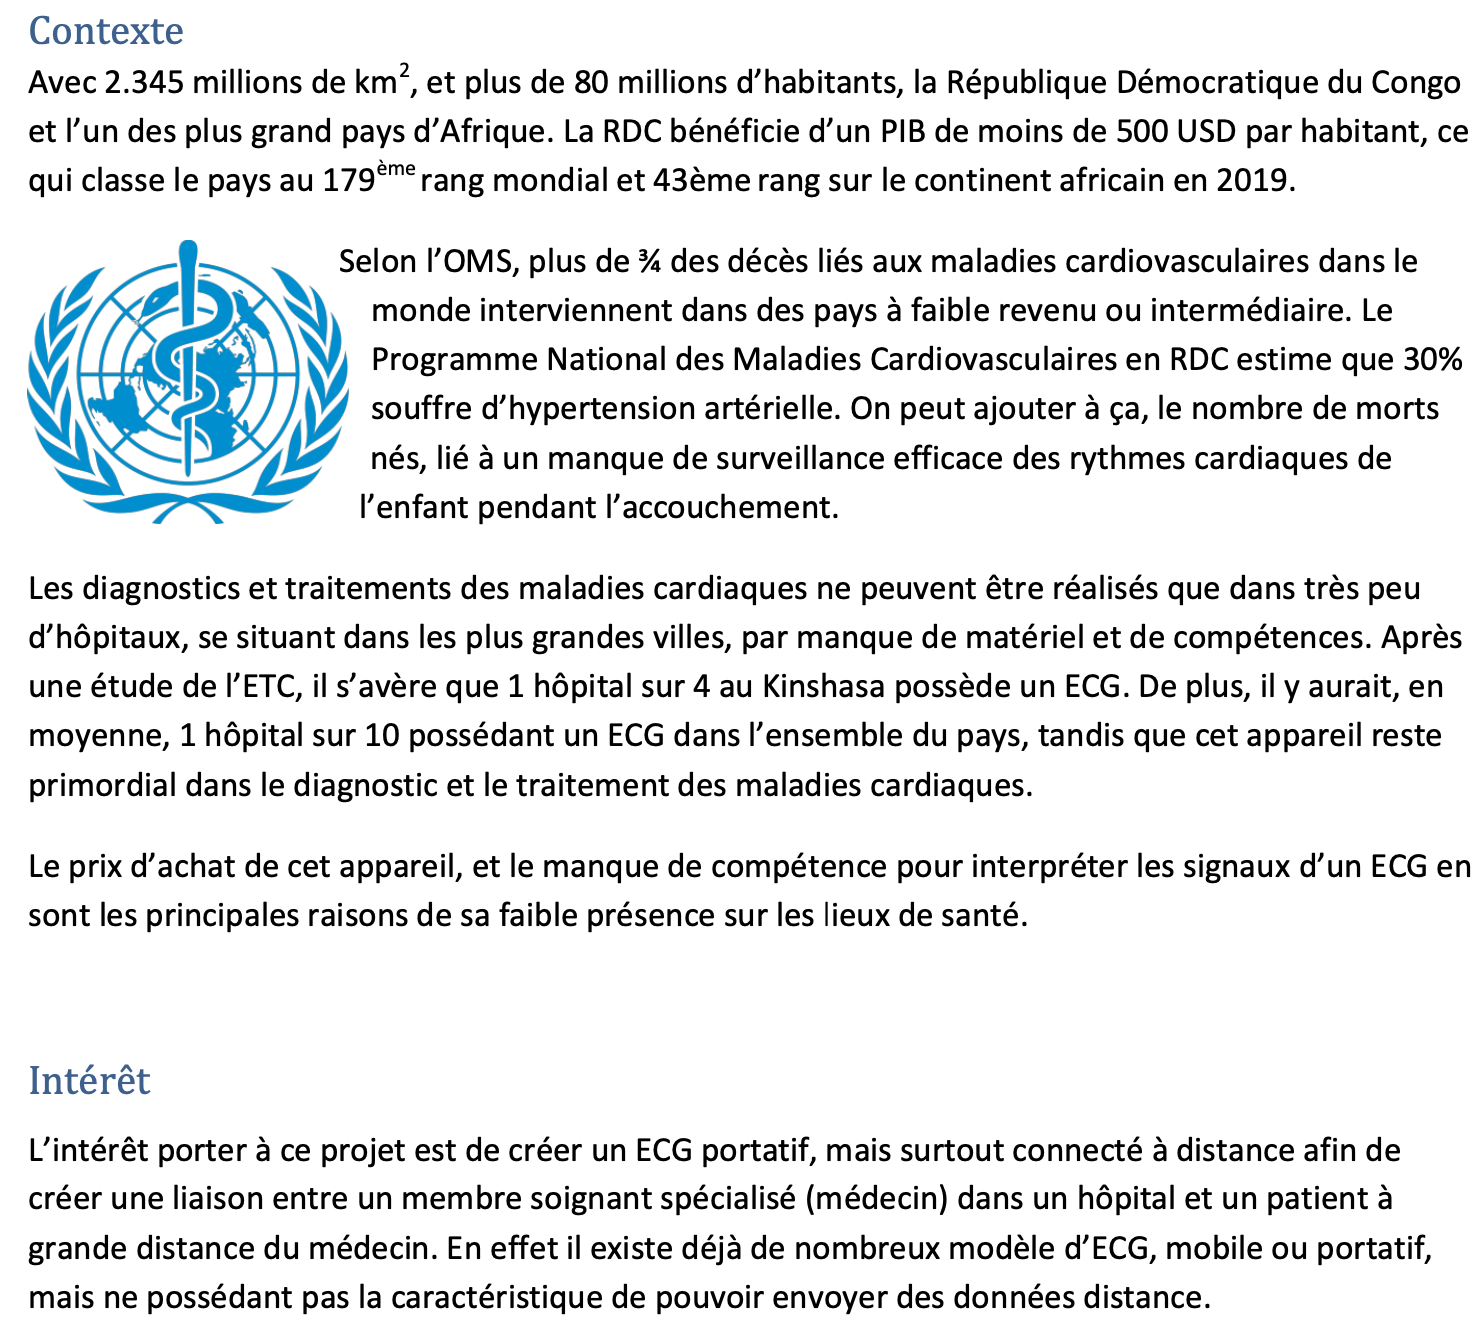 Contexte
Avec 2.345 millions de km², et plus de 80 millions d’habitants, la République Démocratique du Congo
et l’un des plus grand pays d’Afrique. La RDC bénéficie d’un PIB de moins de 500 USD par habitant, ce
qui classe le pays au 179ème rang mondial et 43ème rang sur le continent africain en 2019.
Selon l’OMS, plus de ¾ des décès liés aux maladies cardiovasculaires dans le
monde interviennent dans des pays à faible revenu ou intermédiaire. Le
Programme National des Maladies Cardiovasculaires en RDC estime que 30%
souffre d’hypertension artérielle. On peut ajouter à ça, le nombre de morts
nés, lié à un manque de surveillance efficace des rythmes cardiaques de
l’enfant pendant l’accouchement.
Les diagnostics et traitements des maladies cardiaques ne peuvent être réalisés que dans très peu
d’hôpitaux, se situant dans les plus grandes villes, par manque de matériel et de compétences. Après
une étude de l’ETC, il s’avère que 1 hôpital sur 4 au Kinshasa possède un ECG. De plus, il y aurait, en
moyenne, 1 hôpital sur 10 possédant un ECG dans l’ensemble du pays, tandis que cet appareil reste
primordial dans le diagnostic et le traitement des maladies cardiaques.
Le prix d’achat de cet appareil, et le manque de compétence pour interpréter les signaux d’un ECG en
sont les principales raisons de sa faible présence sur les lieux de santé.
Intérêt
L’intérêt porter à ce projet est de créer un ECG portatif, mais surtout connecté à distance afin de
créer une liaison entre un membre soignant spécialisé (médecin) dans un hôpital et un patient à
grande distance du médecin. En effet il existe déjà de nombreux modèle d’ECG, mobile ou portatif,
mais ne possédant pas la caractéristique de pouvoir envoyer des données distance.